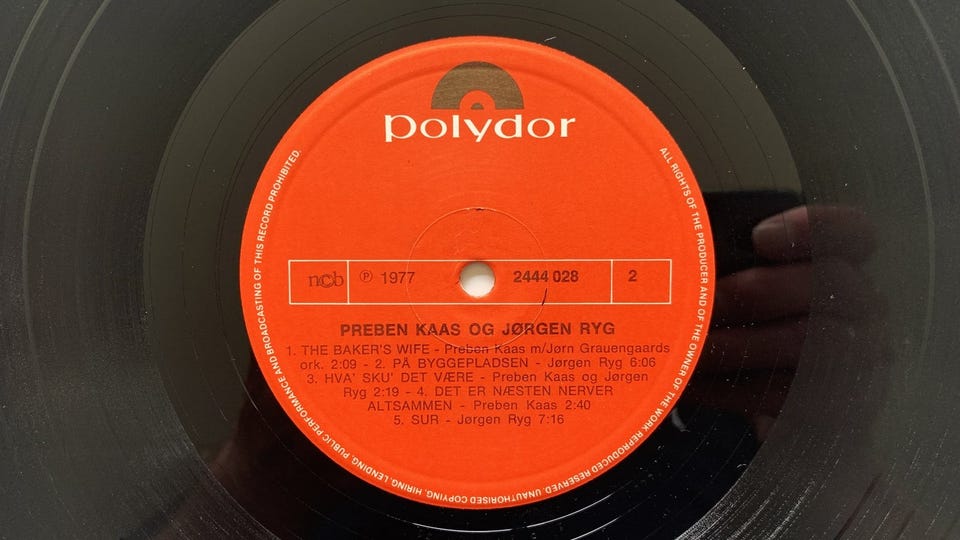 polydor
ncb ℗ 1977 2444 028 2
PREBEN KAAS OG JØRGEN RYG
1. THE BAKER'S WIFE - Preben Kaas m/Jørn Grauengaards
ork. 2:09 - 2. PÅ BYGGEPLADSEN - Jørgen Ryg 6:06
3. HVA' SKU' DET VÆRE - Preben Kaas og Jørgen
Ryg 2:19 - 4. DET ER NÆSTEN NERVER
ALTSAMMEN - Preben Kaas 2:40
5. SUR - Jørgen Ryg 7:16
ALL RIGHTS OF THE PRODUCER AND OF THE OWNER OF THE WORK REPRODUCED RESERVED. UNAUTHORISED COPYING, HIRING, LENDING, PUBLIC PERFORMANCE AND BROADCASTING OF THIS RECORD PROHIBITED.